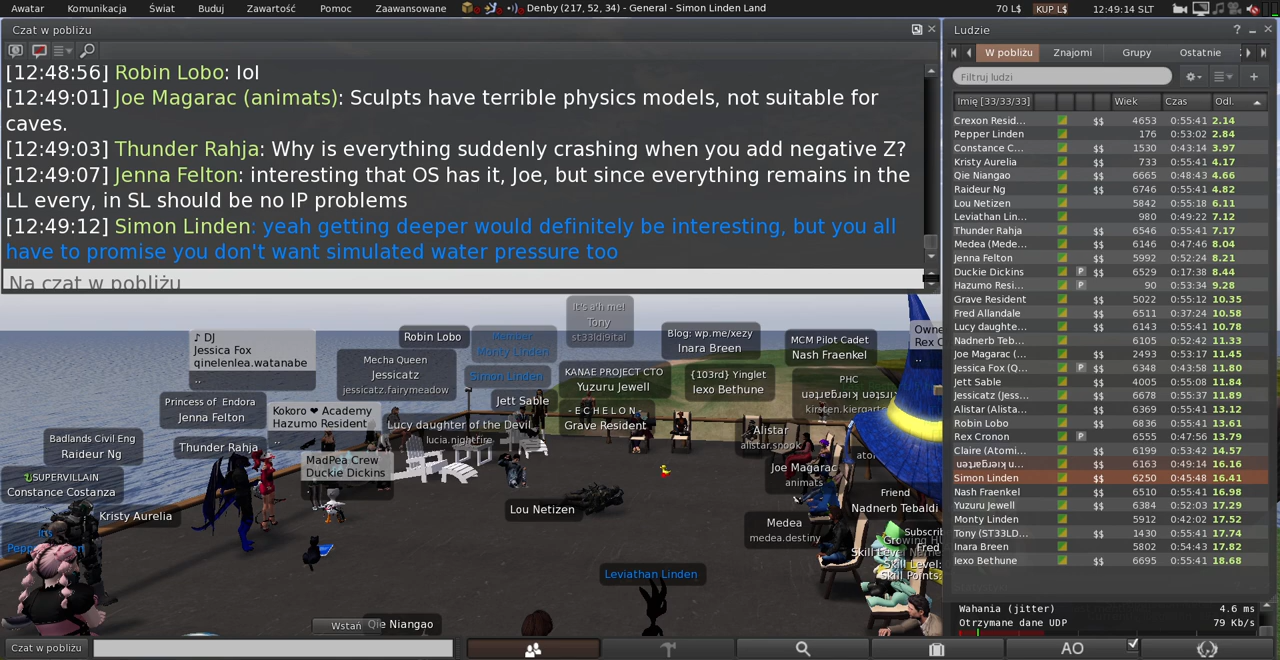 Awatar Komunikacja Świat Buduj Zawartość Pomoc Zaawansowane Denby (217, 52, 34) - General - Simon Linden Land 70 L$ KUP L$ 12:49:14 SLT
Czat w pobliżu
[12:48:56] Robin Lobo: lol
[12:49:01] Joe Magarac (animats): Sculpts have terrible physics models, not suitable for
caves.
[12:49:03] Thunder Rahja: Why is everything suddenly crashing when you add negative Z?
[12:49:07] Jenna Felton: interesting that OS has it, Joe, but since everything remains in the
LL every, in SL should be no IP problems
[12:49:12] Simon Linden: yeah getting deeper would definitely be interesting, but you all
have to promise you don't want simulated water pressure too
Na czat w pobliżu
It's a'h me!
Tony
st33ldi9ital
♪ DJ
Jessica Fox
qinelenlea.watanabe
..
Robin Lobo
Member
Monty Linden
Simon Linden
Blog: wp.me/xezy
Inara Breen
MCM Pilot Cadet
Nash Fraenkel
Mecha Queen
Jessicatz
jessicatz.fairymeadow
KANAE PROJECT CTO
Yuzuru Jewell
{103rd} Yinglet
Iexo Bethune
PHC
Jett Sable
Princess of Endora
Jenna Felton
Kokoro ❤ Academy
Hazumo Resident
..
- E C H E L O N -
Grave Resident
Lucy daughter of the Devil
lucia.nightfire
Alistar
alistar.snook
Badlands Civil Eng
Raideur Ng
Thunder Rahja
MadPea Crew
Duckie Dickins
Joe Magarac
animats
SUPERVILLAIN
Constance Costanza
Kristy Aurelia
Lou Netizen
Medea
medea.destiny
Friend
Nadnerb Tebaldi
Leviathan Linden
Skill Level:
Skill Points:
Wstań
Qie Niangao
Czat w pobliżu
AO
Ludzie
W pobliżu Znajomi Grupy Ostatnie
Filtruj ludzi
Imię [33/33/33] Wiek Czas Odl.
Crexon Resid... $$ 4653 0:55:41 2.14
Pepper Linden 176 0:53:02 2.84
Constance C... $$ 1530 0:43:14 3.97
Kristy Aurelia $$ 733 0:55:41 4.17
Qie Niangao $$ 6665 0:48:43 4.66
Raideur Ng $$ 6746 0:55:41 4.82
Lou Netizen 5842 0:55:18 6.11
Leviathan Lin... 980 0:49:22 7.12
Thunder Rahja $$ 6546 0:55:41 7.17
Medea (Mede... $$ 6146 0:47:46 8.04
Jenna Felton $$ 5992 0:52:24 8.21
Duckie Dickins P $$ 6529 0:17:38 8.44
Hazumo Resi... P 90 0:53:34 9.28
Grave Resident $$ 5022 0:55:12 10.35
Fred Allandale $$ 6511 0:37:24 10.58
Lucy daughte... $$ 6143 0:55:41 10.78
Nadnerb Teb... 6105 0:52:42 11.33
Joe Magarac (... $$ 2493 0:53:17 11.45
Jessica Fox (Q... P $$ 6348 0:43:58 11.80
Jett Sable $$ 4005 0:55:08 11.84
Jessicatz (Jess... $$ 6678 0:55:37 11.89
Alistar (Alista... $$ 6369 0:55:41 13.12
Robin Lobo $$ 6836 0:55:41 13.61
Rex Cronon P 6555 0:47:56 13.79
Claire (Atomi... $$ 6199 0:53:42 14.57
$$ 6163 0:49:14 16.16
Simon Linden $$ 6250 0:45:48 16.41
Nash Fraenkel $$ 6510 0:55:41 16.98
Yuzuru Jewell $$ 6384 0:52:03 17.29
Monty Linden 5912 0:42:02 17.52
Tony (ST33LD... $$ 1430 0:55:41 17.74
Inara Breen 5802 0:54:43 17.82
Iexo Bethune $$ 6695 0:55:41 18.68
Wahania (jitter) 4.6 ms
Otrzymane dane UDP 79 Kb/s